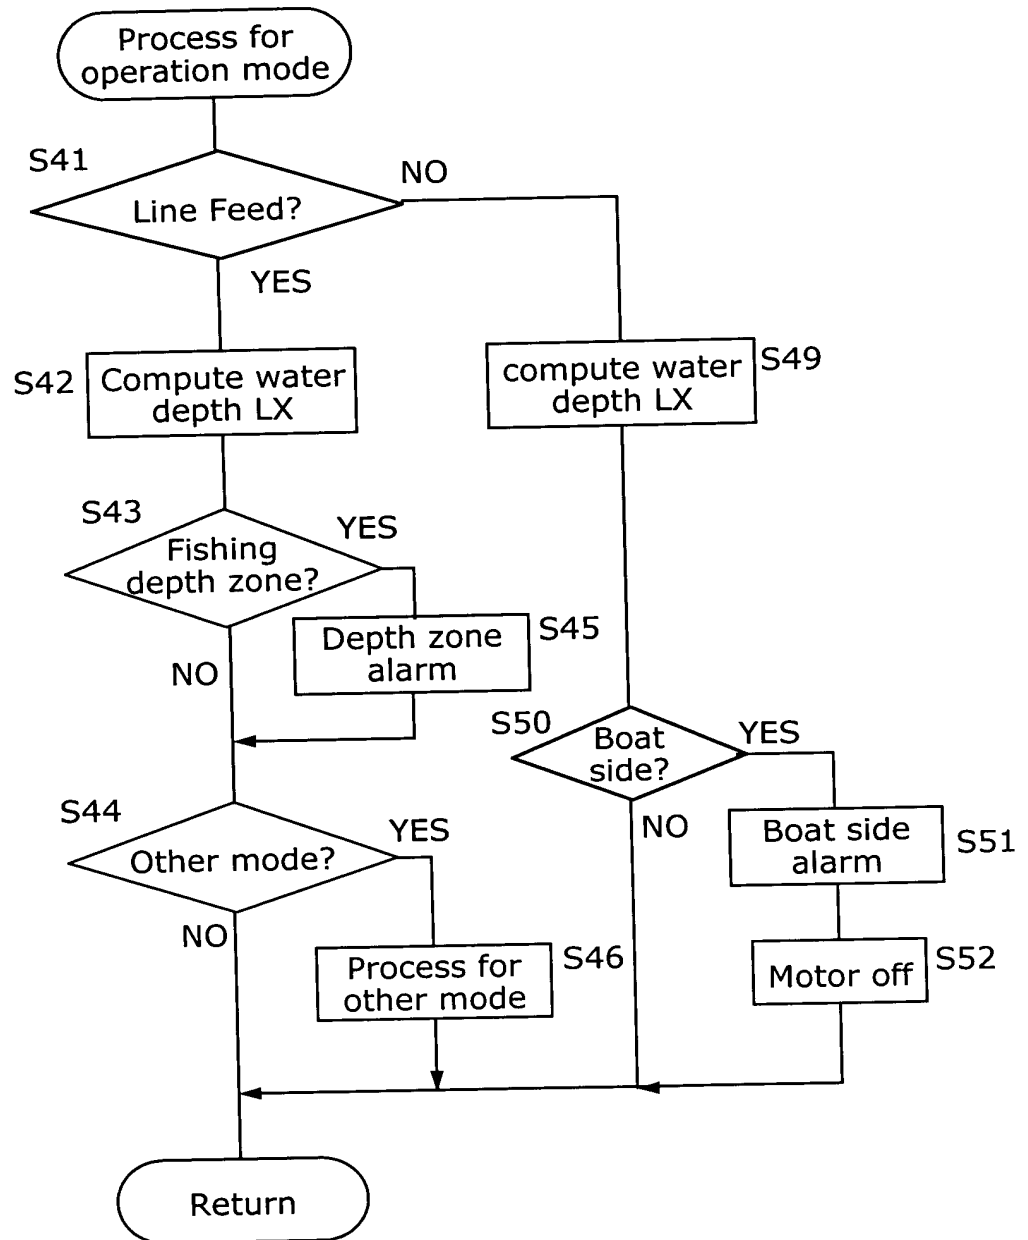 Process for
operation mode
S41
Line Feed?
NO
YES
S42
Compute water
depth LX
compute water
depth LX
S49
S43
Fishing
depth zone?
YES
NO
Depth zone
alarm
S45
S50
Boat
side?
YES
NO
S44
Other mode?
YES
NO
Boat side
alarm
S51
Process for
other mode
S46
Motor off
S52
Return